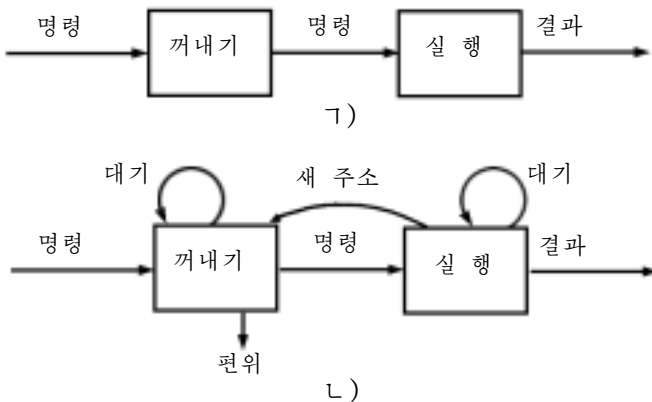 명령 꺼내기 명령 실 행 결과
ㄱ)
대기 새 주소 대기
명령 꺼내기 명령 실 행 결과
편위
ㄴ)